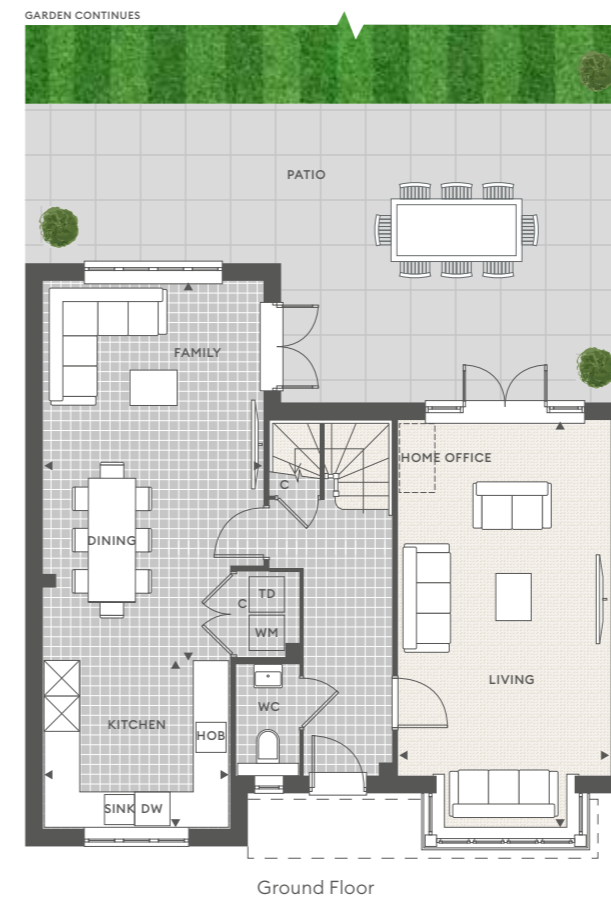 GARDEN CONTINUES
PATIO
FAMILY
HOME OFFICE
C
DINING
TD
C
WM
LIVING
WC
KITCHEN
HOB
SINK DW
Ground Floor